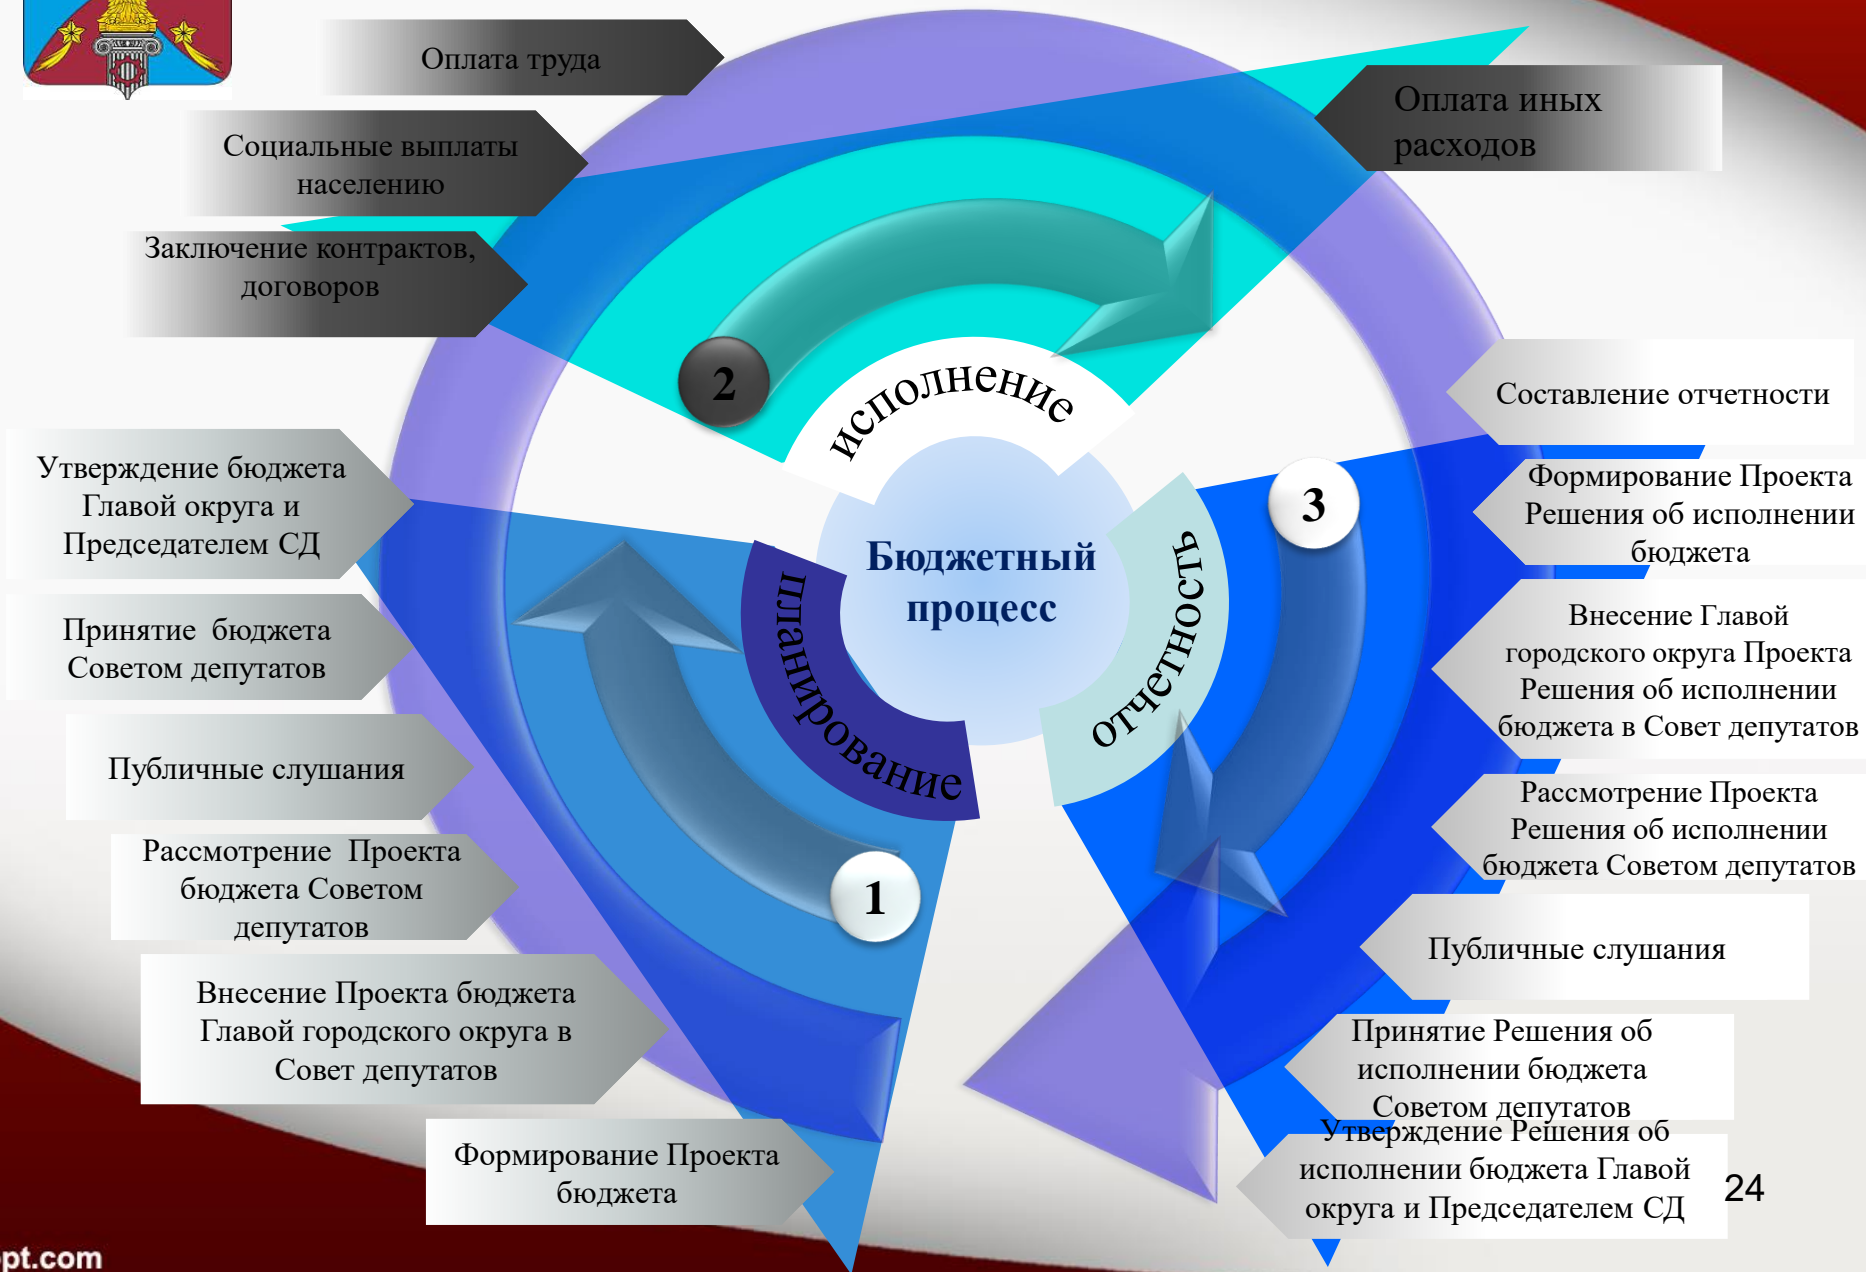 Оплата труда
Социальные выплаты
населению
Заключение контрактов,
договоров
Оплата иных
расходов
2
исполнение
Утверждение бюджета
Главой округа и
Председателем СД
Принятие бюджета
Советом депутатов
Публичные слушания
Рассмотрение Проекта
бюджета Советом
депутатов
Внесение Проекта бюджета
Главой городского округа в
Совет депутатов
Формирование Проекта
бюджета
1
планирование
Бюджетный
процесс
отчетность
3
Составление отчетности
Формирование Проекта
Решения об исполнении
бюджета
Внесение Главой
городского округа Проекта
Решения об исполнении
бюджета в Совет депутатов
Рассмотрение Проекта
Решения об исполнении
бюджета Советом депутатов
Публичные слушания
Принятие Решения об
исполнении бюджета
Советом депутатов
Утверждение Решения об
исполнении бюджета Главой
округа и Председателем СД
24
pt.com